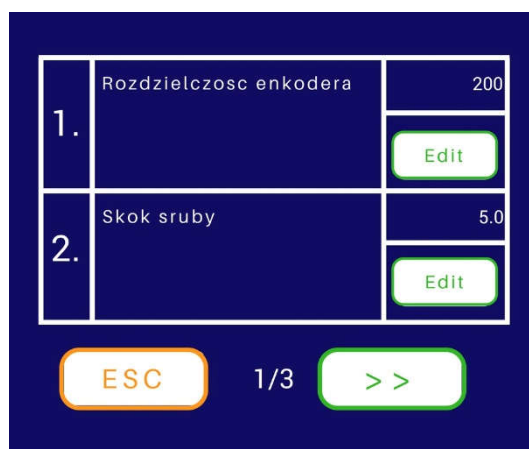 1.
Rozdzielczosc enkodera
200
Edit
2.
Skok sruby
5.0
Edit
ESC
1/3
>>